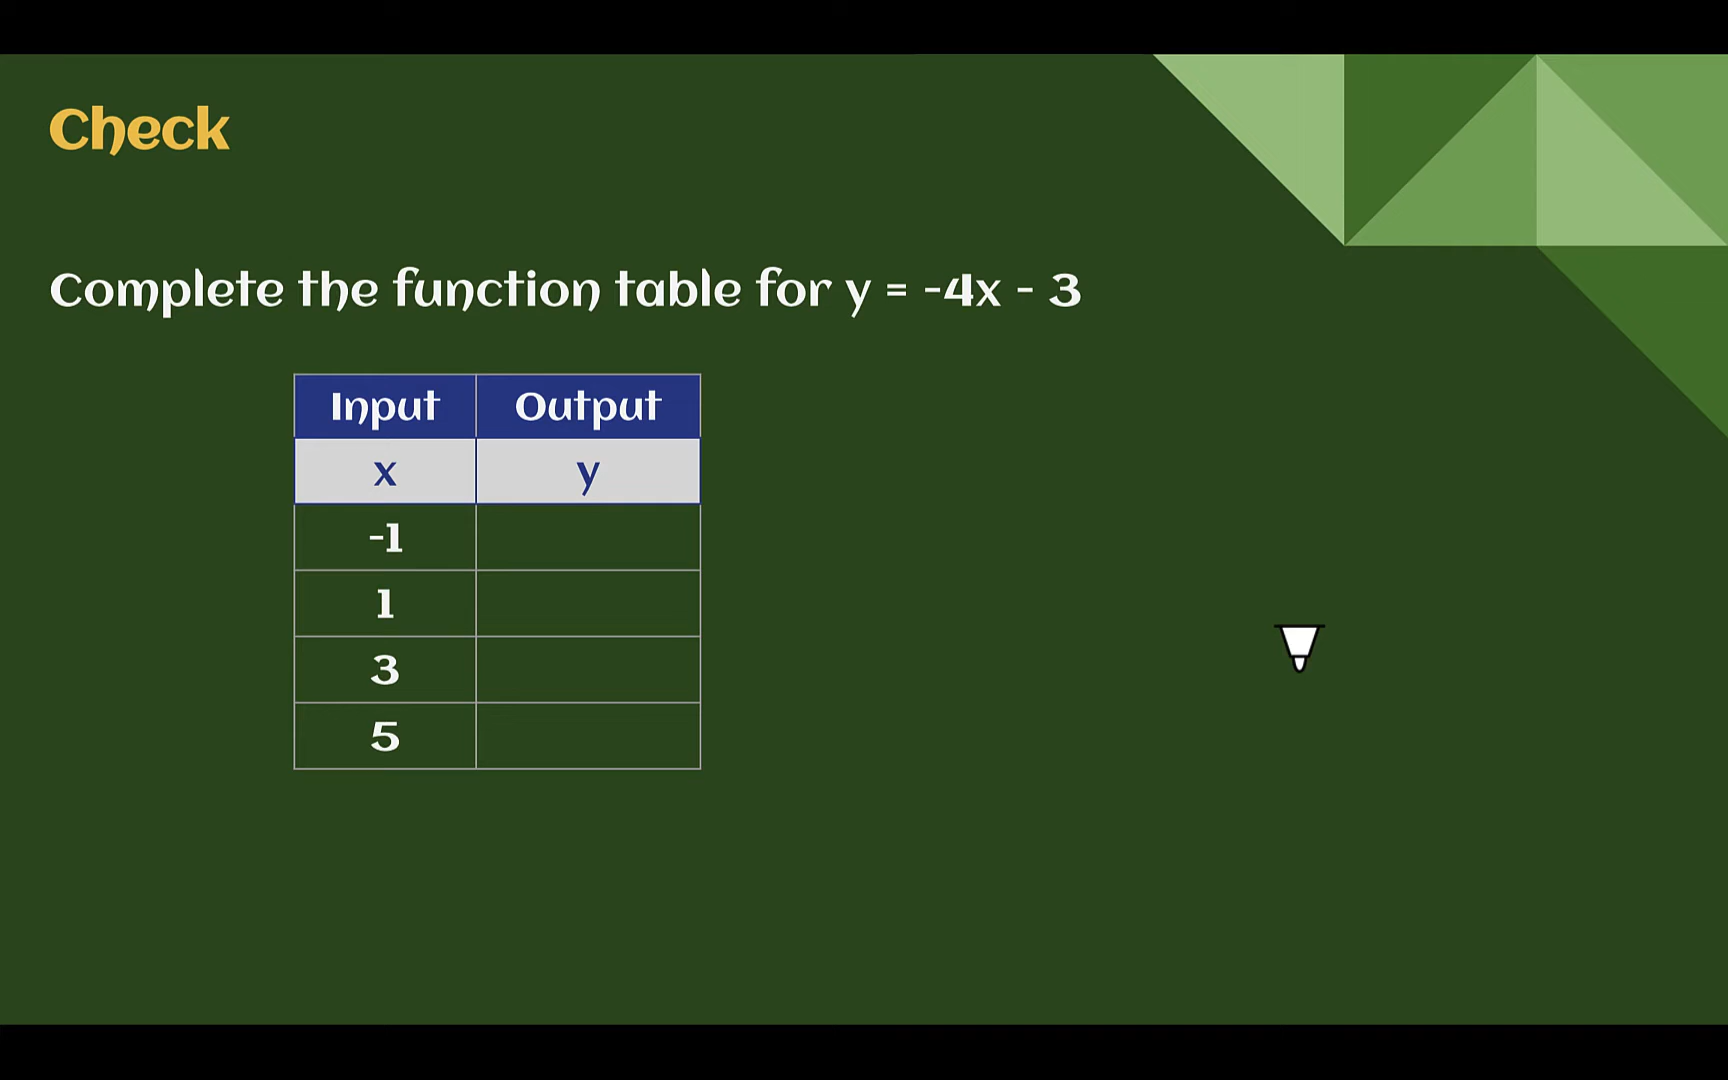 Check
Complete the function table for y = -4x - 3
Input Output
x y
-1
1
3
5